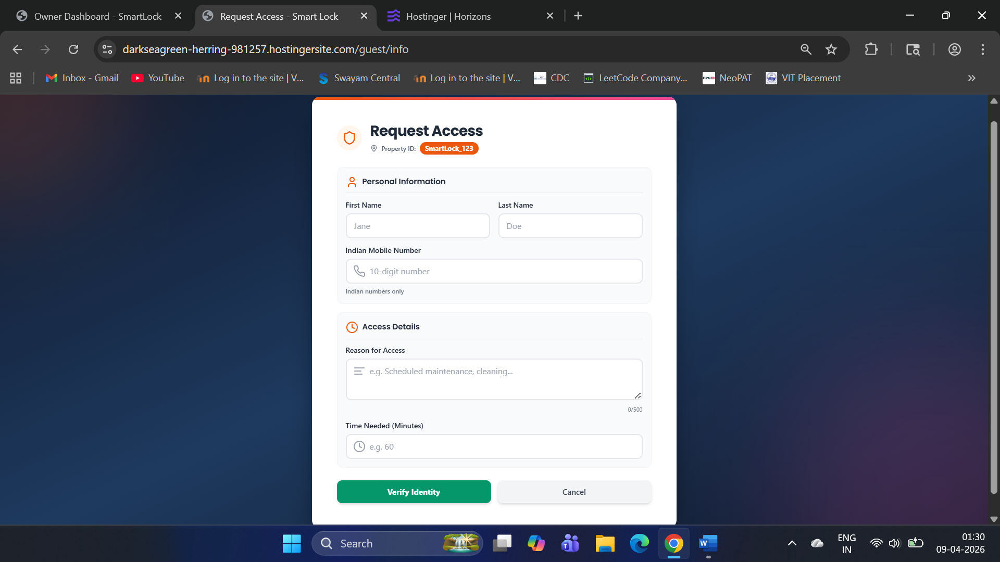 Owner Dashboard - SmartLock
Request Access - Smart Lock
Hostinger | Horizons
darkseagreen-herring-981257.hostingersite.com/guest/info
Inbox - Gmail
YouTube
Log in to the site | V...
Swayam Central
Log in to the site | V...
CDC
LeetCode Company...
NeoPAT
VIT Placement
Request Access
Property ID: SmartLock_123
Personal Information
First Name
Last Name
Jane
Doe
Indian Mobile Number
10-digit number
Indian numbers only
Access Details
Reason for Access
e.g. Scheduled maintenance, cleaning...
0/500
Time Needed (Minutes)
e.g. 60
Verify Identity
Cancel
Search
ENG
IN
01:30
09-04-2026